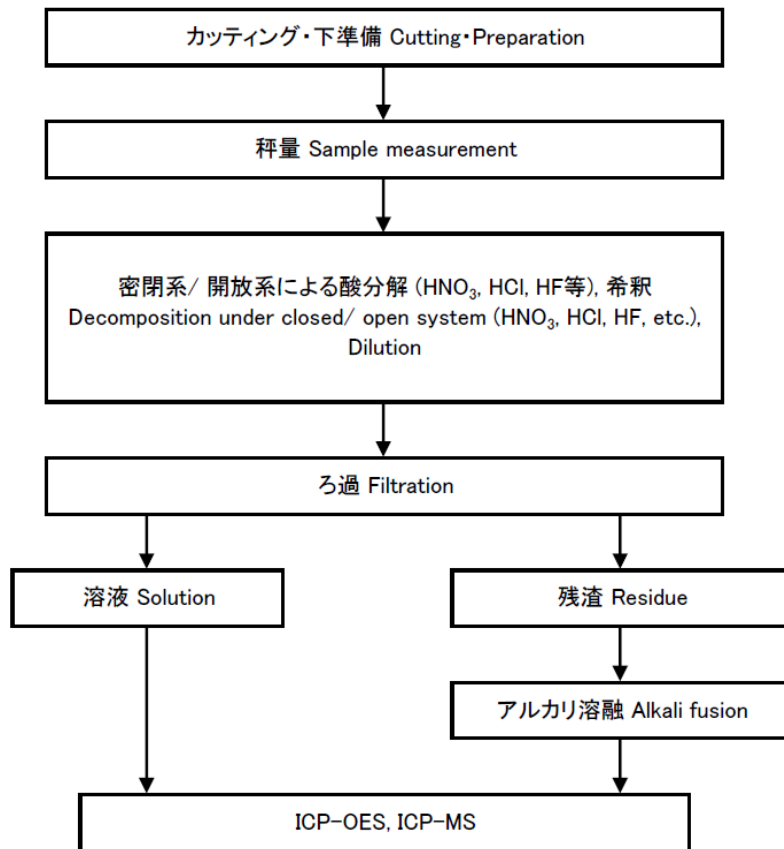 カッティング・下準備 Cutting・Preparation
秤量 Sample measurement
密閉系/ 開放系による酸分解 (HNO₃, HCl, HF等), 希釈
Decomposition under closed/ open system (HNO₃, HCl, HF, etc.),
Dilution
ろ過 Filtration
溶液 Solution
残渣 Residue
アルカリ溶融 Alkali fusion
ICP-OES, ICP-MS